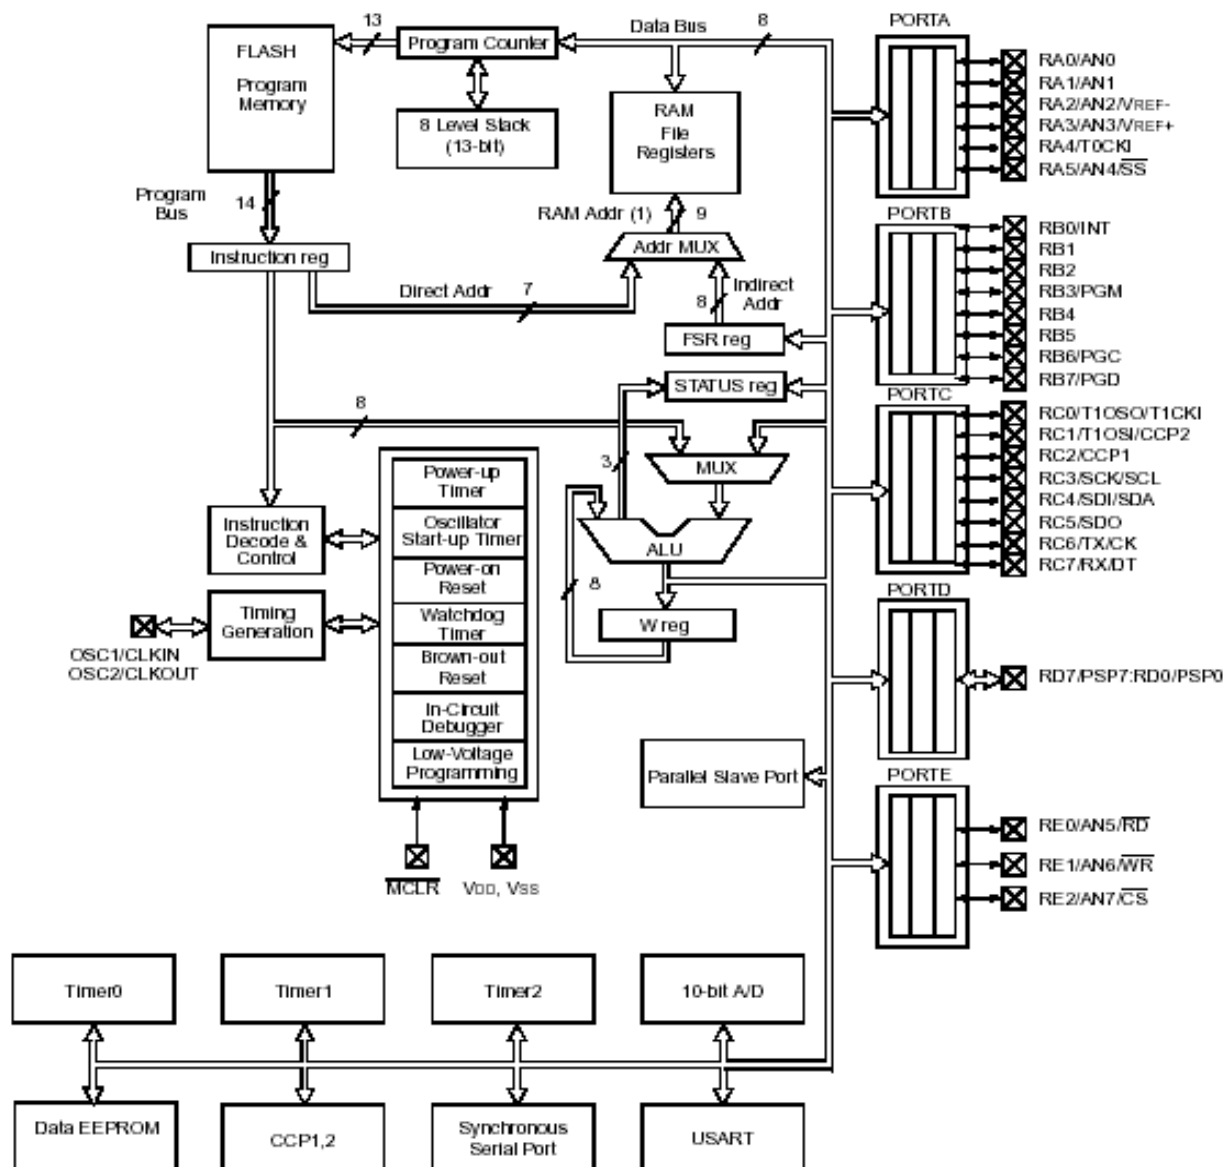 13
Data Bus
8
PORTA
FLASH
Program
Memory
Program Counter
8 Level Stack
(13-bit)
RAM
File
Registers
RA0/AN0
RA1/AN1
RA2/AN2/VREF-
RA3/AN3/VREF+
RA4/T0CKI
RA5/AN4/SS
Program
Bus
14
RAM Addr (1)
9
PORTB
Instruction reg
Addr MUX
Direct Addr
7
8
Indirect
Addr
FSR reg
RB0/INT
RB1
RB2
RB3/PGM
RB4
RB5
RB6/PGC
RB7/PGD
STATUS reg
PORTC
8
3
MUX
RC0/T1OSO/T1CKI
RC1/T1OSI/CCP2
RC2/CCP1
RC3/SCK/SCL
RC4/SDI/SDA
RC5/SDO
RC6/TX/CK
RC7/RX/DT
Power-up
Timer
Instruction
Decode &
Control
Oscillator
Start-up Timer
ALU
Power-on
Reset
8
PORTD
Timing
Generation
Watchdog
Timer
W reg
OSC1/CLKIN
OSC2/CLKOUT
Brown-out
Reset
RD7/PSP7:RD0/PSP0
In-Circuit
Debugger
Low-Voltage
Programming
Parallel Slave Port
PORTE
RE0/AN5/RD
RE1/AN6/WR
RE2/AN7/CS
MCLR
VDD, VSS
Timer0
Timer1
Timer2
10-bit A/D
Data EEPROM
CCP1,2
Synchronous
Serial Port
USART